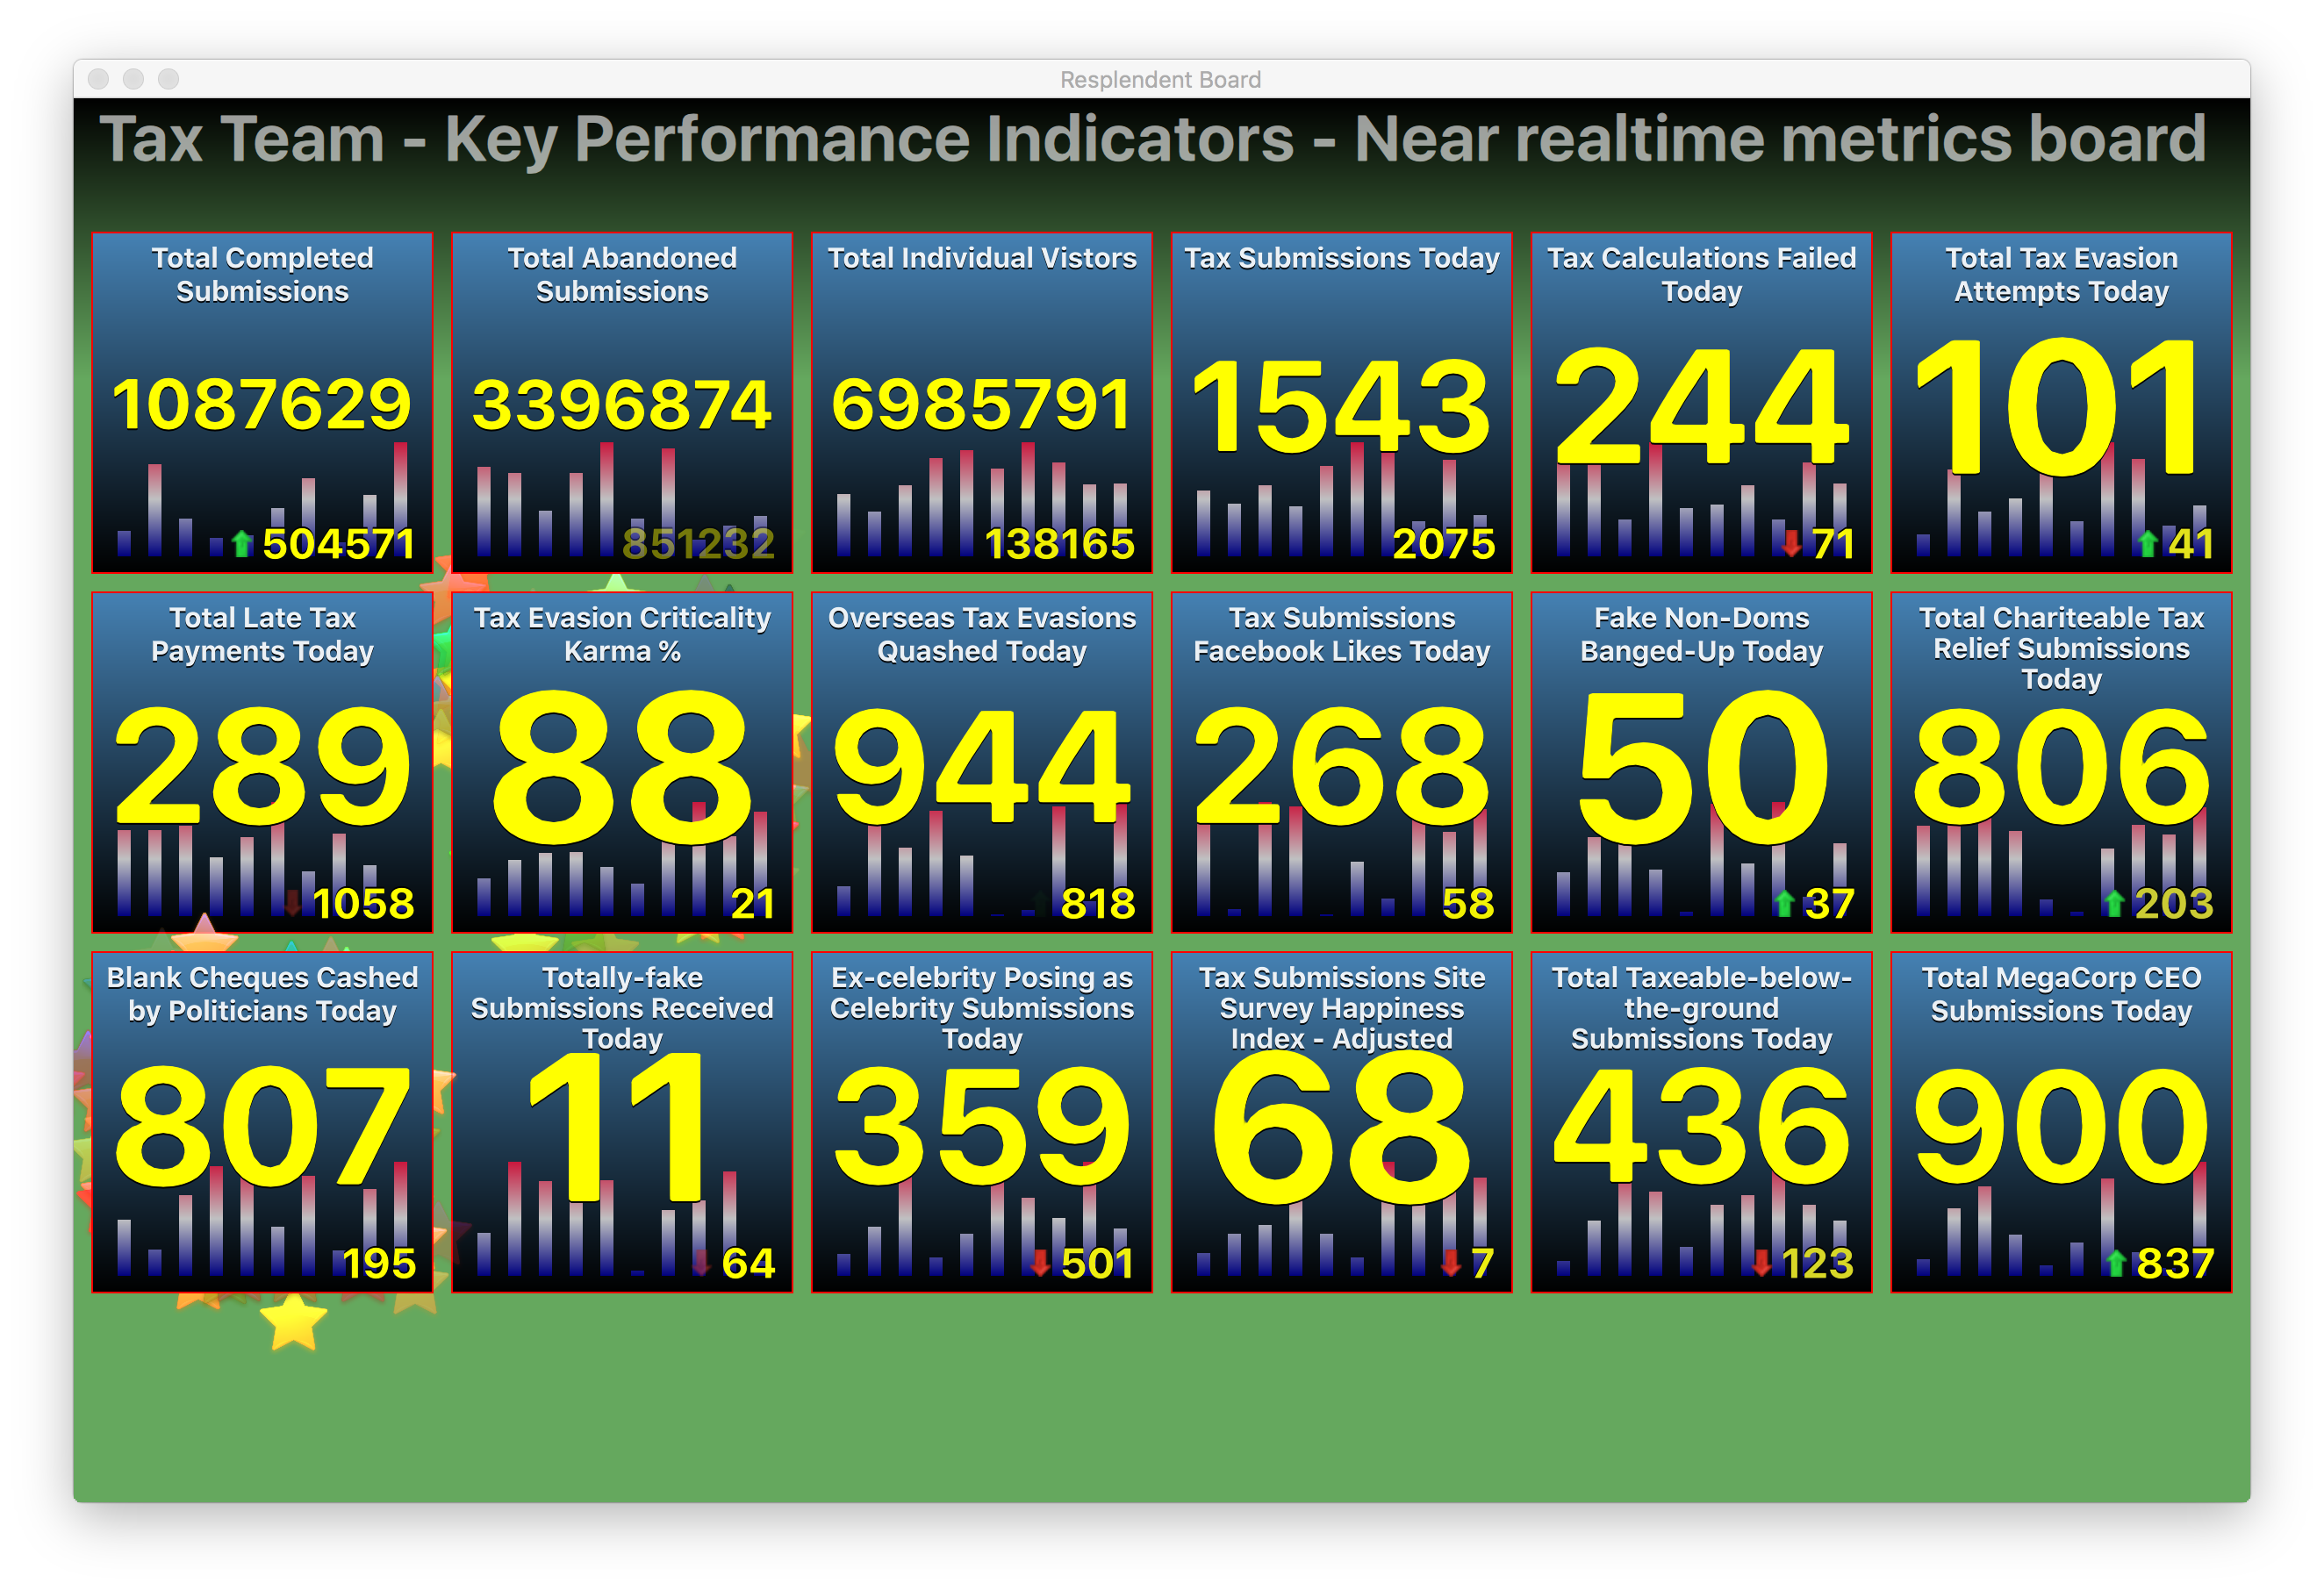 Resplendent Board
Tax Team - Key Performance Indicators - Near realtime metrics board
Total Completed
Submissions
1087629
504571
Total Abandoned
Submissions
3396874
851232
Total Individual Vistors
6985791
138165
Tax Submissions Today
1543
2075
Tax Calculations Failed
Today
244
71
Total Tax Evasion
Attempts Today
101
41
Total Late Tax
Payments Today
289
1058
Tax Evasion Criticality
Karma %
88
21
Overseas Tax Evasions
Quashed Today
944
818
Tax Submissions
Facebook Likes Today
268
58
Fake Non-Doms
Banged-Up Today
50
37
Total Chariteable Tax
Relief Submissions
Today
806
203
Blank Cheques Cashed
by Politicians Today
807
195
Totally-fake
Submissions Received
Today
11
64
Ex-celebrity Posing as
Celebrity Submissions
Today
359
501
Tax Submissions Site
Survey Happiness
Index - Adjusted
68
7
Total Taxeable-below-
the-ground
Submissions Today
436
123
Total MegaCorp CEO
Submissions Today
900
837